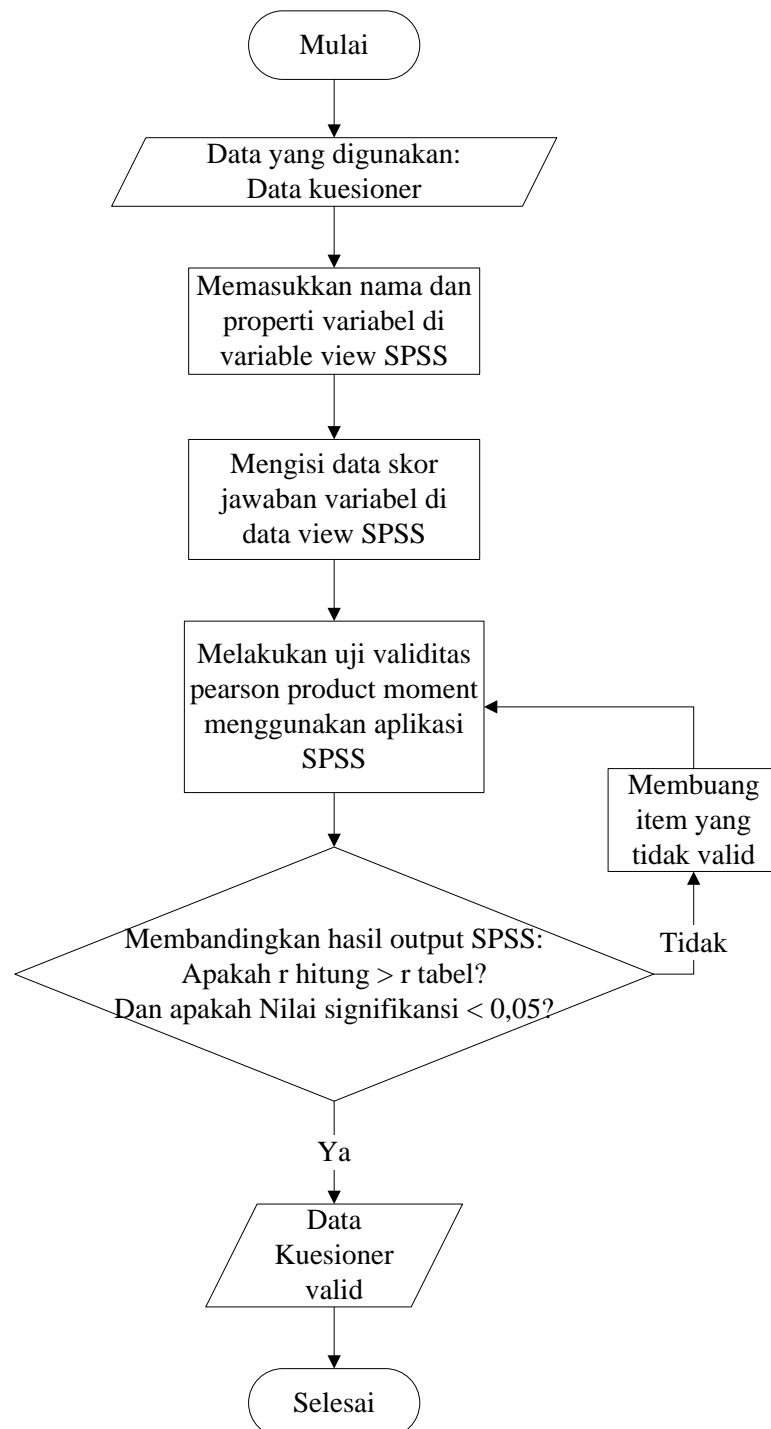 Mulai
Data yang digunakan:
Data kuesioner
Memasukkan nama dan
properti variabel di
variable view SPSS
Mengisi data skor
jawaban variabel di
data view SPSS
Melakukan uji validitas
pearson product moment
menggunakan aplikasi
SPSS
Membuang
item yang
tidak valid
Membandingkan hasil output SPSS:
Apakah r hitung > r tabel?
Dan apakah Nilai signifikansi < 0,05?
Tidak
Ya
Data
Kuesioner
valid
Selesai